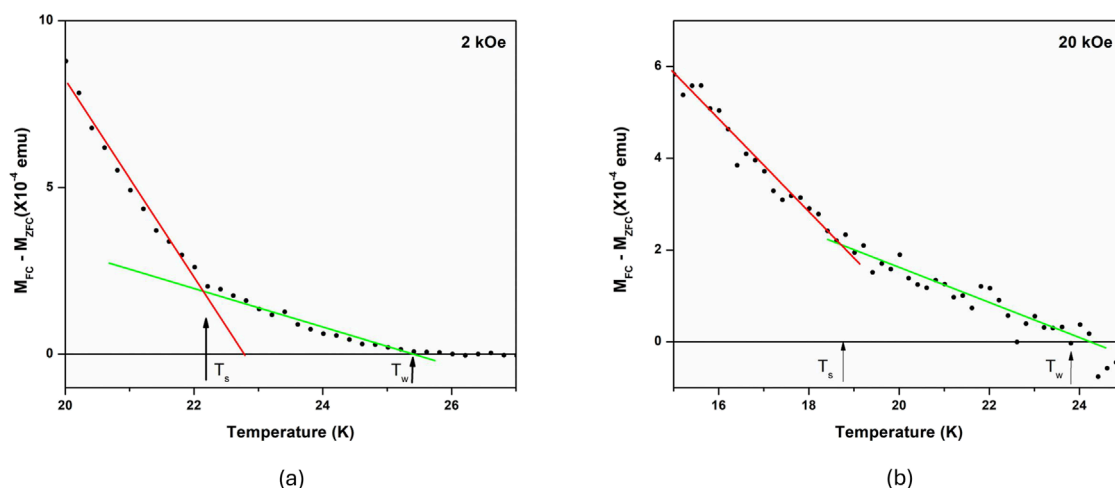 2 kOe
10
5
0
M_FC - M_ZFC(X10^-4 emu)
T_s
T_w
20 22 24 26
Temperature (K)
(a)
20 kOe
6
4
2
0
M_FC - M_ZFC(X10^-4 emu)
T_s
T_w
16 18 20 22 24
Temperature (K)
(b)